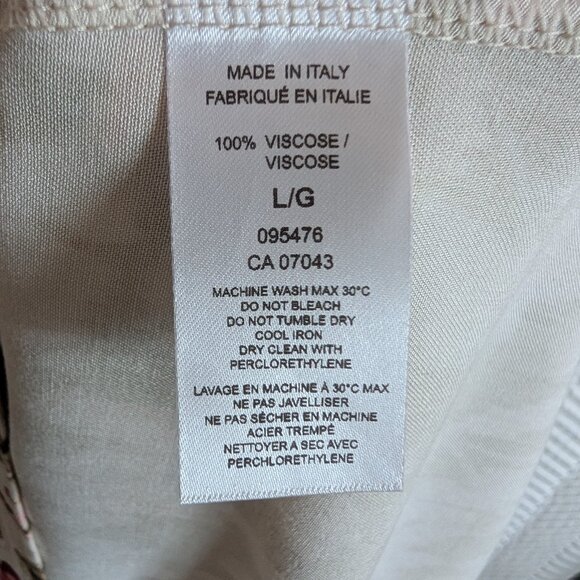 MADE IN ITALY
FABRIQUÉ EN ITALIE
100% VISCOSE /
VISCOSE
L/G
095476
CA 07043
MACHINE WASH MAX 30°C
DO NOT BLEACH
DO NOT TUMBLE DRY
COOL IRON
DRY CLEAN WITH
PERCLORETHYLENE
LAVAGE EN MACHINE À 30°C MAX
NE PAS JAVELLISER
NE PAS SÉCHER EN MACHINE
ACIER TREMPÉ
NETTOYER A SEC AVEC
PERCHLORETHYLENE